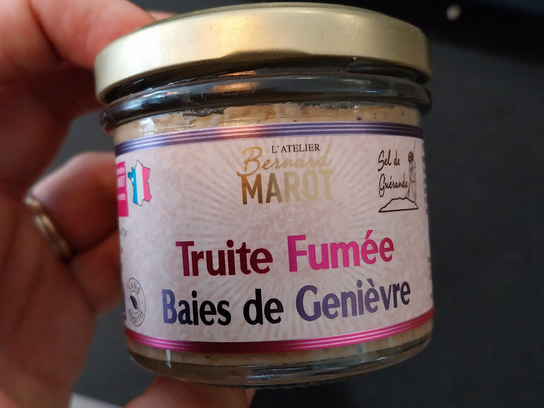 L'ATELIER
Bernard
MAROT
Sel de
Guérande
Truite Fumée
Baies de Genièvre